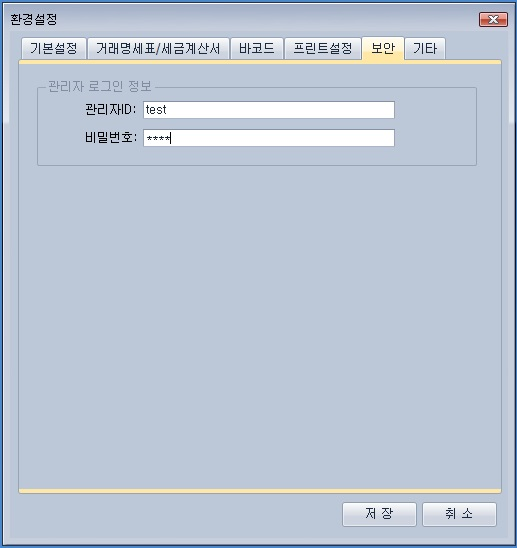 환경설정
기본설정 거래명세표/세금계산서 바코드 프린트설정 보안 기타
관리자 로그인 정보
관리자ID: test
비밀번호: ****
저 장 취 소